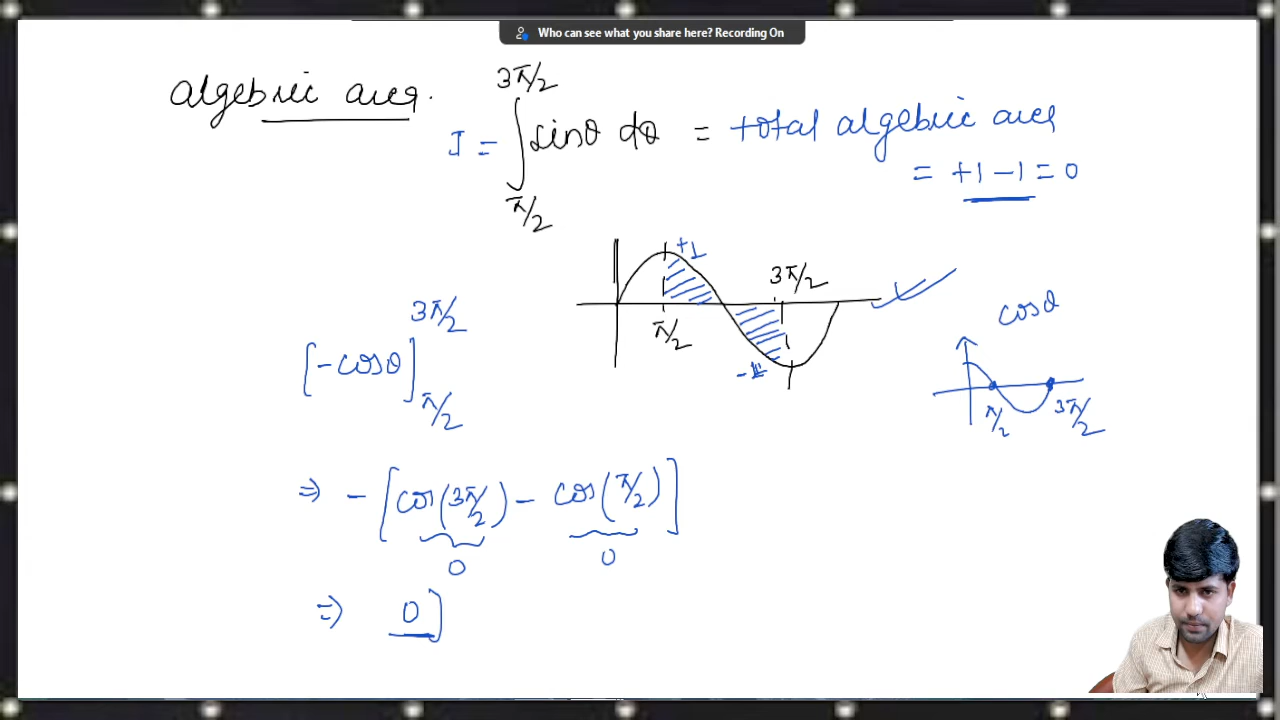 Who can see what you share here? Recording On
algebric area.
I = ∫_{π/2}^{3π/2} sinθ dθ = total algebric area
= +1 -1 = 0
+1
3π/2
π/2
-1
cosθ
π/2
3π/2
[-cosθ]_{π/2}^{3π/2}
⇒ -[cos(3π/2) - cos(π/2)]
0 0
⇒ 0]